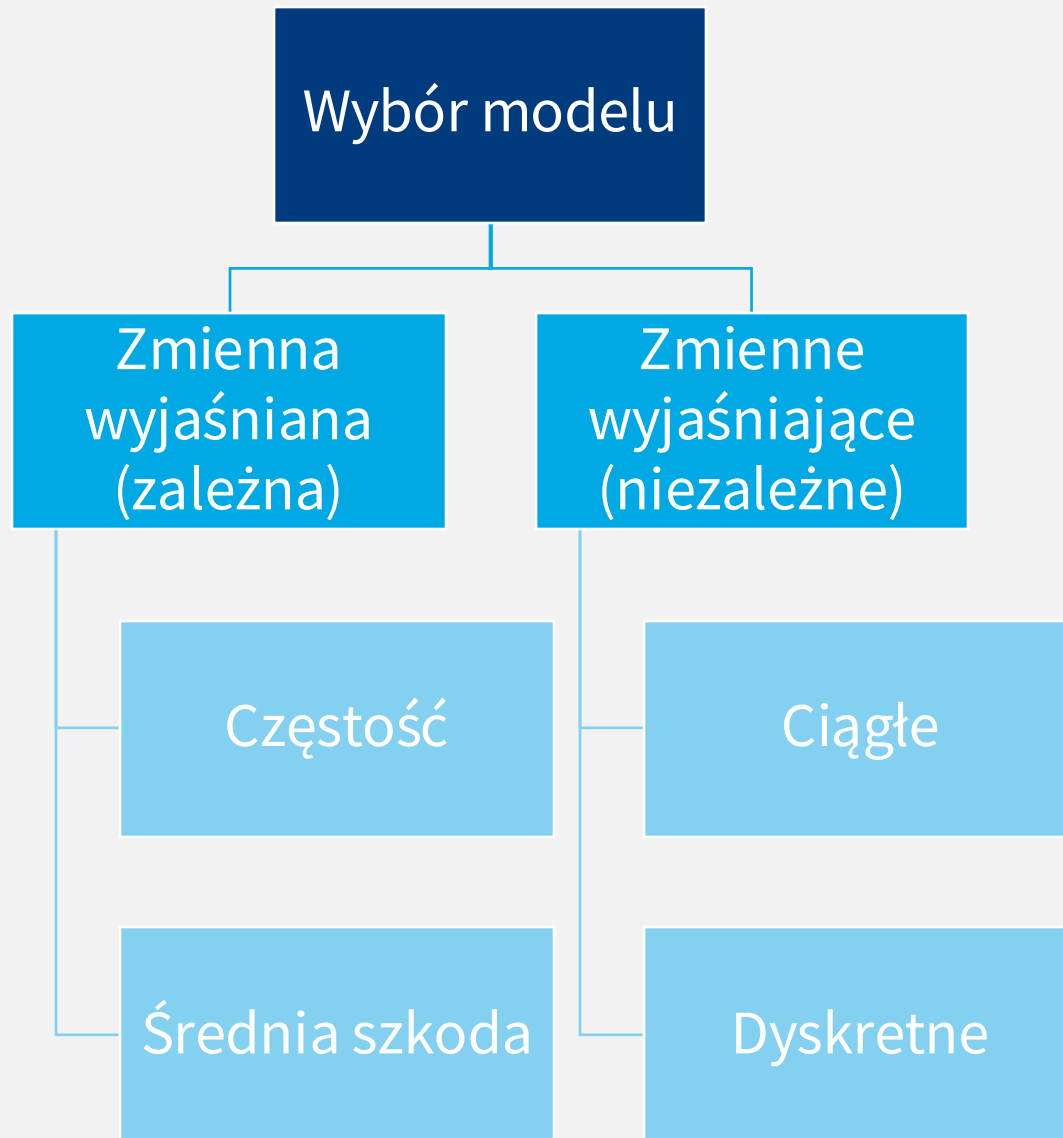 Wybór modelu
Zmienna
wyjaśniana
(zależna)
Zmienne
wyjaśniające
(niezależne)
Częstość
Ciągłe
Średnia szkoda
Dyskretne